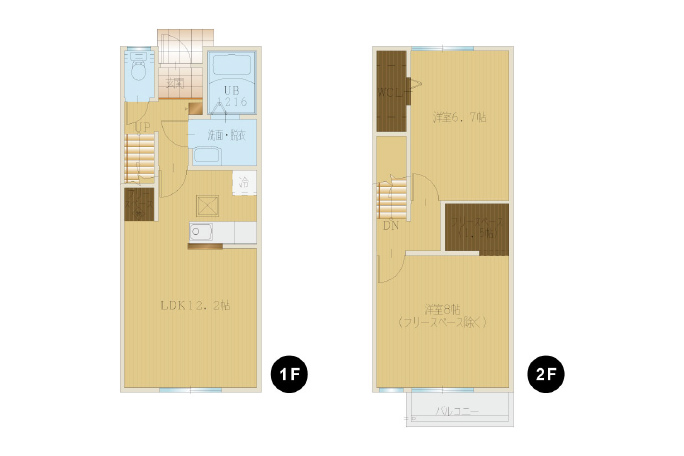 玄関
UB
1216
UP
洗面・脱衣
冷
LDK12.2帖
1F
WCL
洋室6.7帖
DN
洋室8帖
(フリースペース除く)
バルコニー
2F